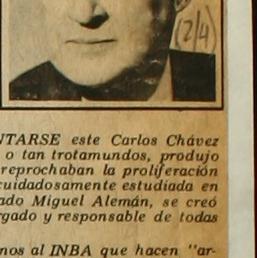 (2/4)
NTARSE este Carlos Chávez
o tan trotamundos, produjo
reprochaban la proliferación
cuidadosamente estudiada en
ado Miguel Alemán, se creó
rgado y responsable de todas
nos al INBA que hacen "ar-